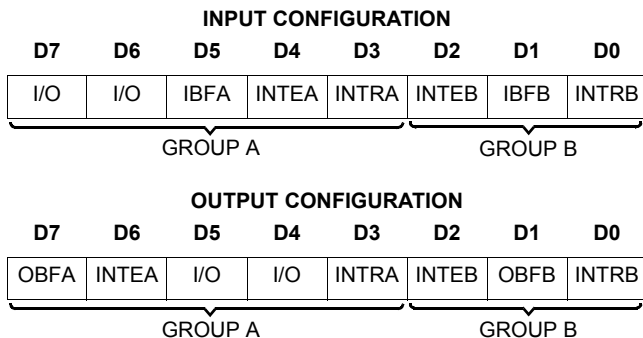 INPUT CONFIGURATION
D7 D6 D5 D4 D3 D2 D1 D0
I/O I/O IBFA INTEA INTRA INTEB IBFB INTRB
GROUP A GROUP B
OUTPUT CONFIGURATION
D7 D6 D5 D4 D3 D2 D1 D0
OBFA INTEA I/O I/O INTRA INTEB OBFB INTRB
GROUP A GROUP B